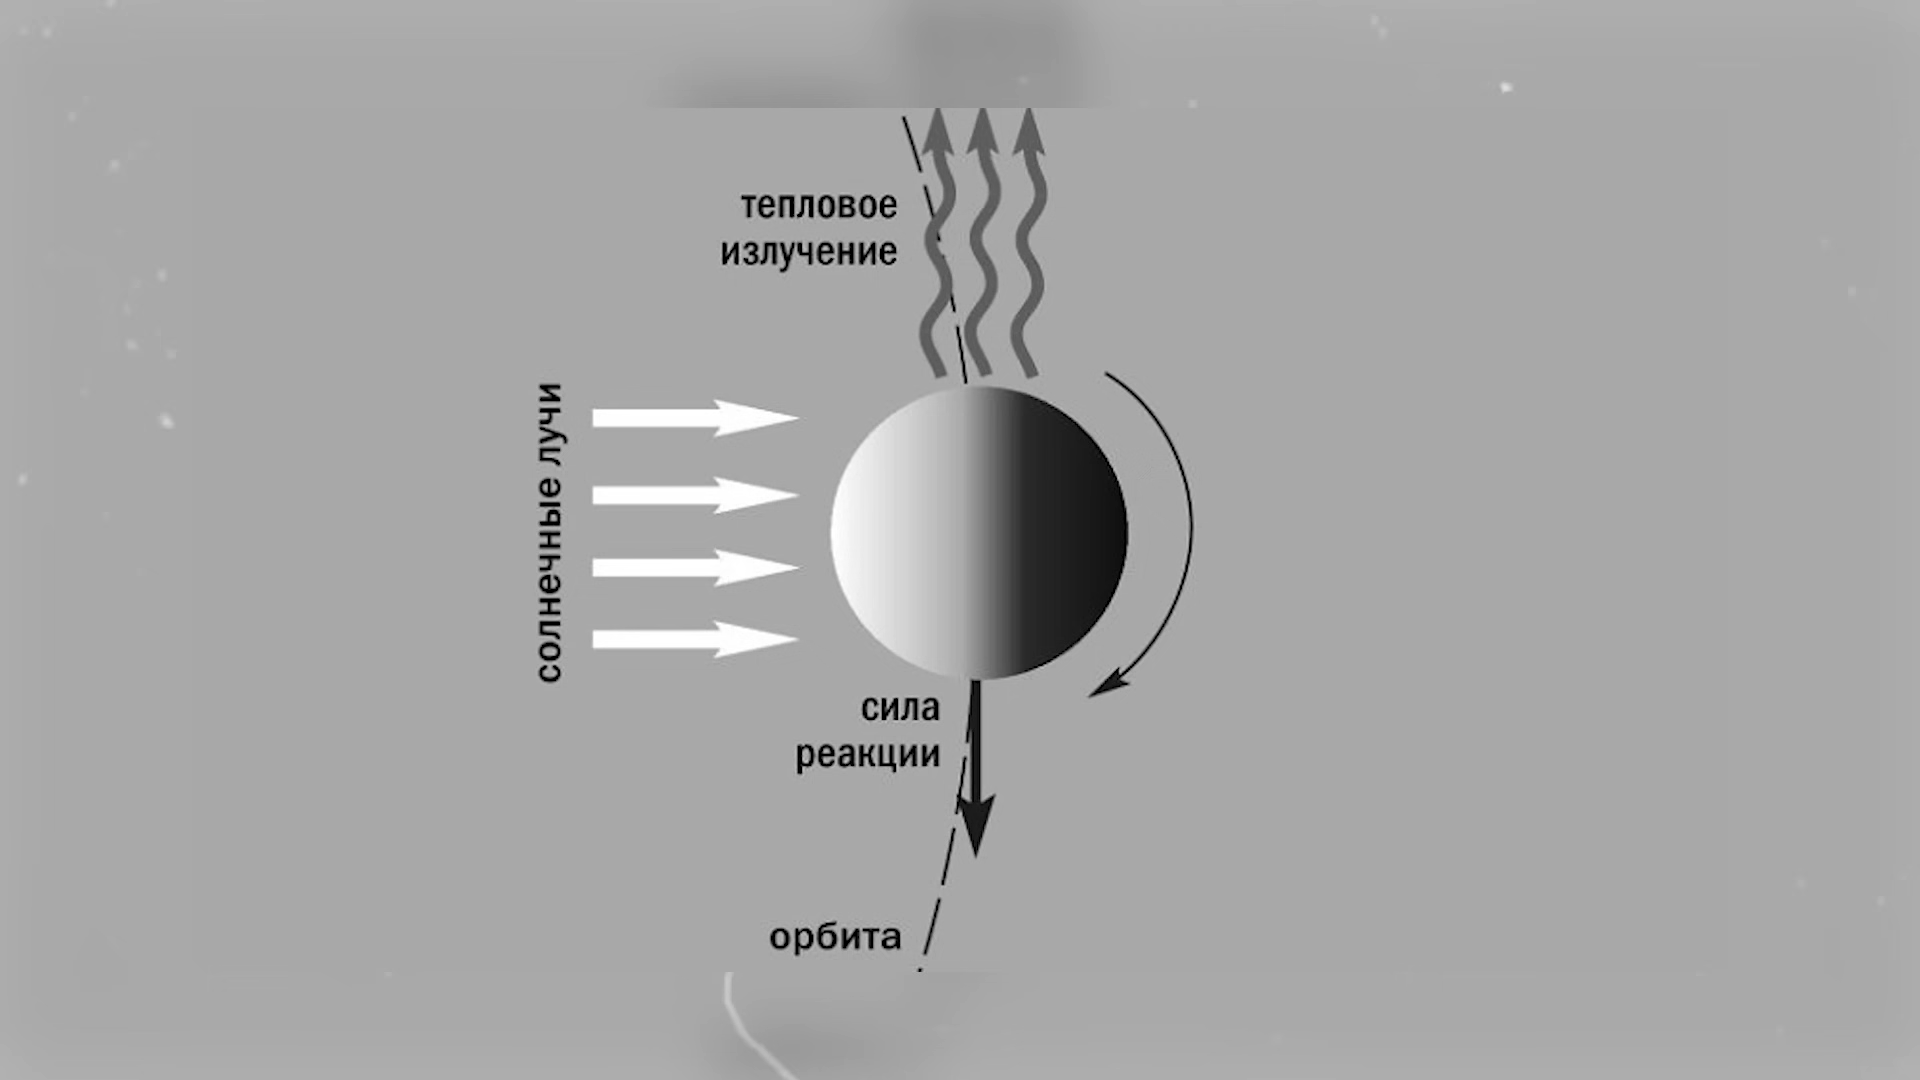 тепловое
излучение
солнечные лучи
сила
реакции
орбита